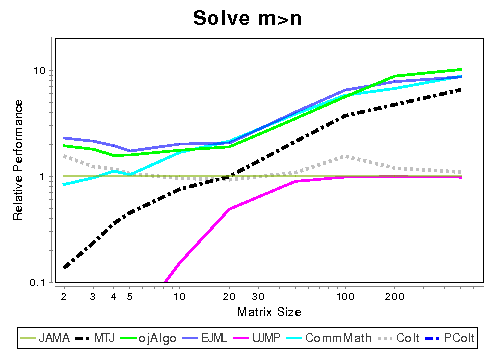 Solve m>n
Relative Performance
10
1
0.1
2 3 4 5 10 20 30 100 200
Matrix Size
JAMA MTJ ojAlgo EJML UJMP CommMath Colt PColt